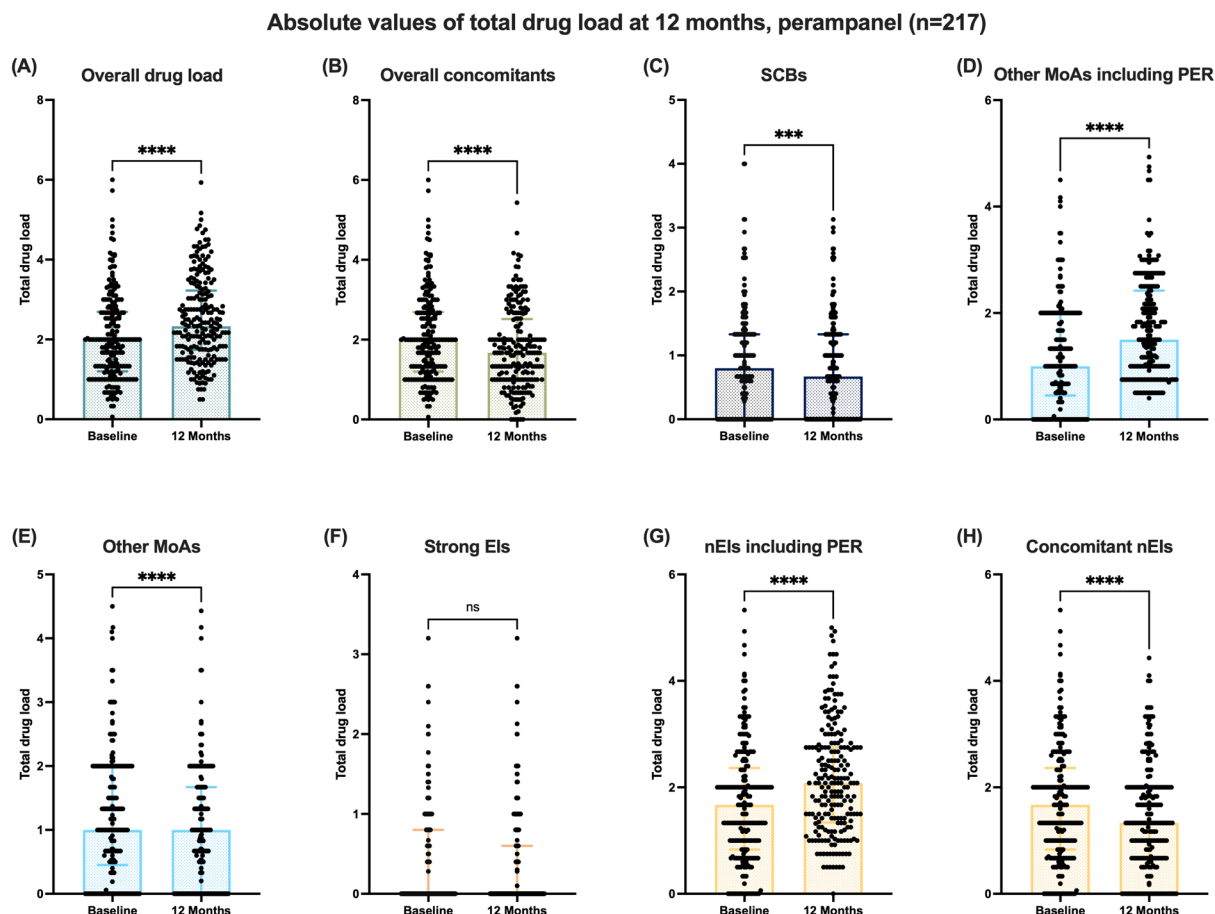 Absolute values of total drug load at 12 months, perampanel (n=217)
(A) Overall drug load
Total drug load
8
6
4
2
0
****
Baseline 12 Months
(B) Overall concomitants
Total drug load
8
6
4
2
0
****
Baseline 12 Months
(C) SCBs
Total drug load
5
4
3
2
1
0
***
Baseline 12 Months
(D) Other MoAs including PER
Total drug load
6
4
2
0
****
Baseline 12 Months
(E) Other MoAs
Total drug load
5
4
3
2
1
0
****
Baseline 12 Months
(F) Strong EIs
Total drug load
4
3
2
1
0
ns
Baseline 12 Months
(G) nEIs including PER
Total drug load
6
4
2
0
****
Baseline 12 Months
(H) Concomitant nEIs
Total drug load
6
4
2
0
****
Baseline 12 Months